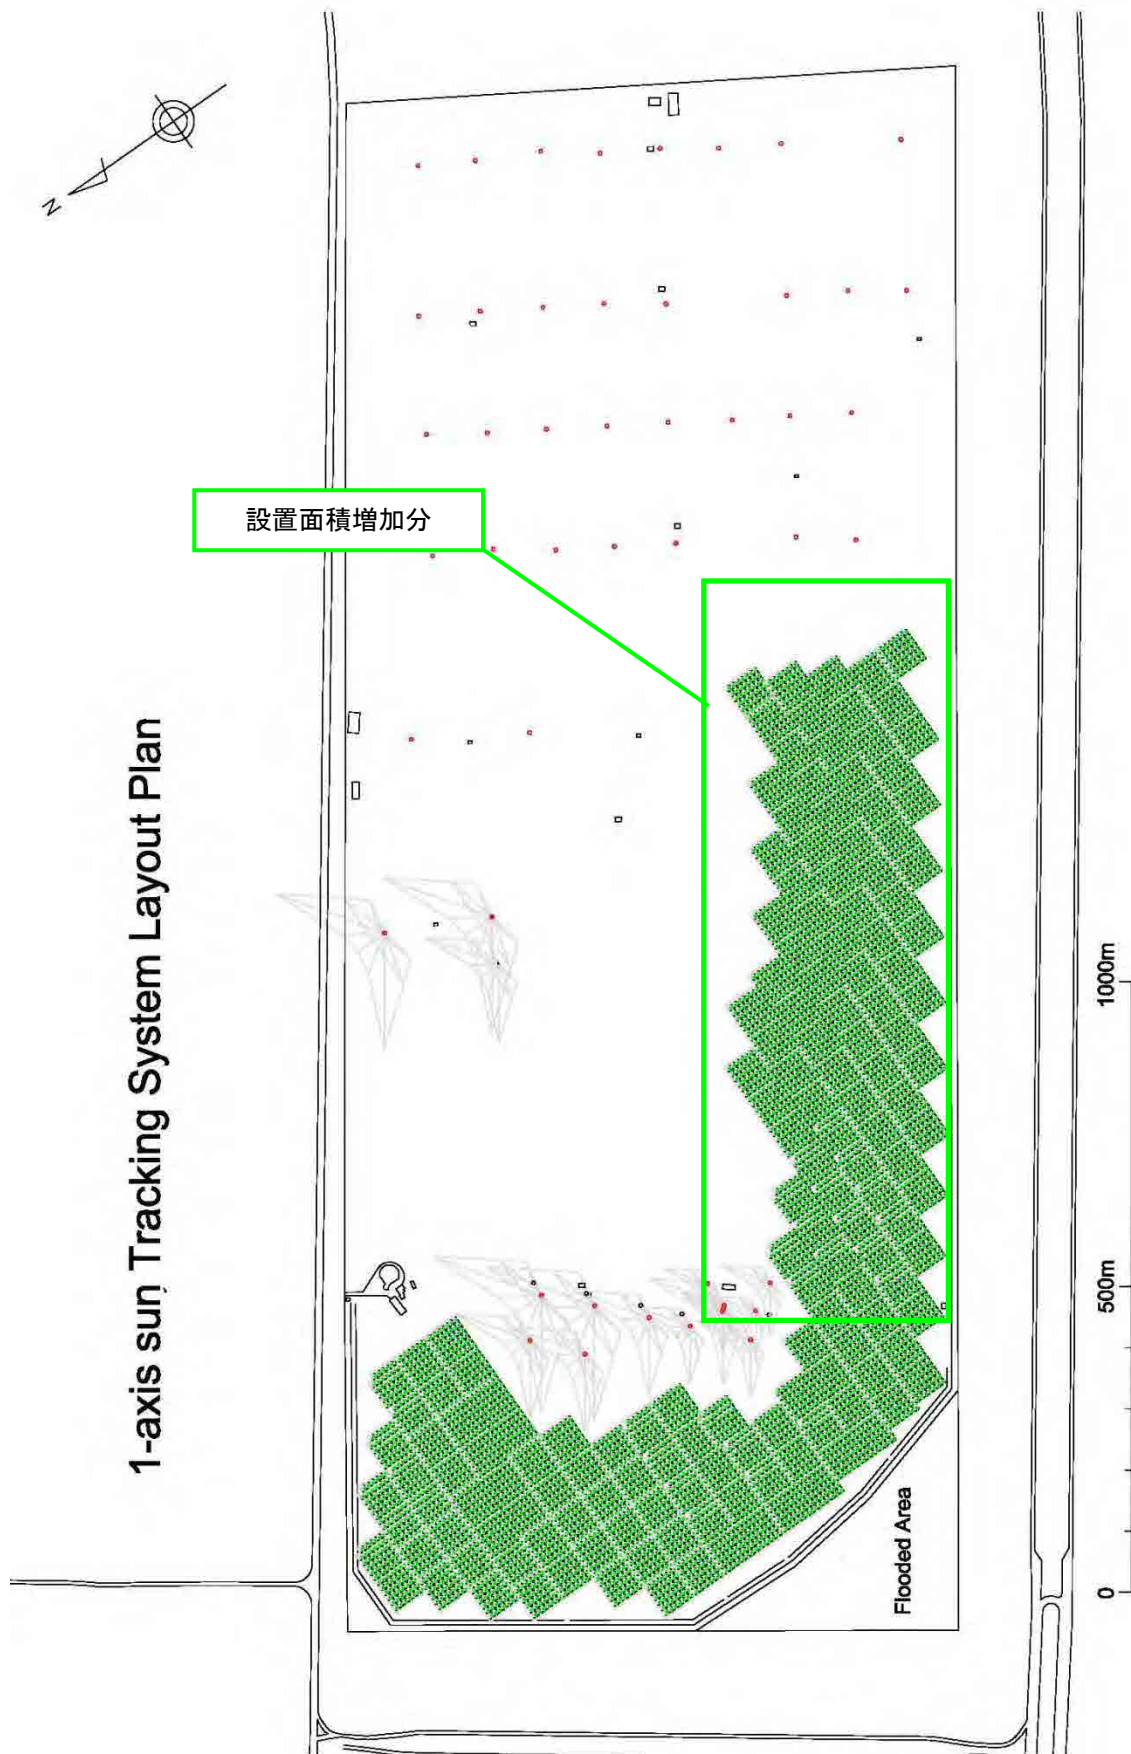 N
設置面積増加分
1-axis sun Tracking System Layout Plan
Flooded Area
0
500m
1000m